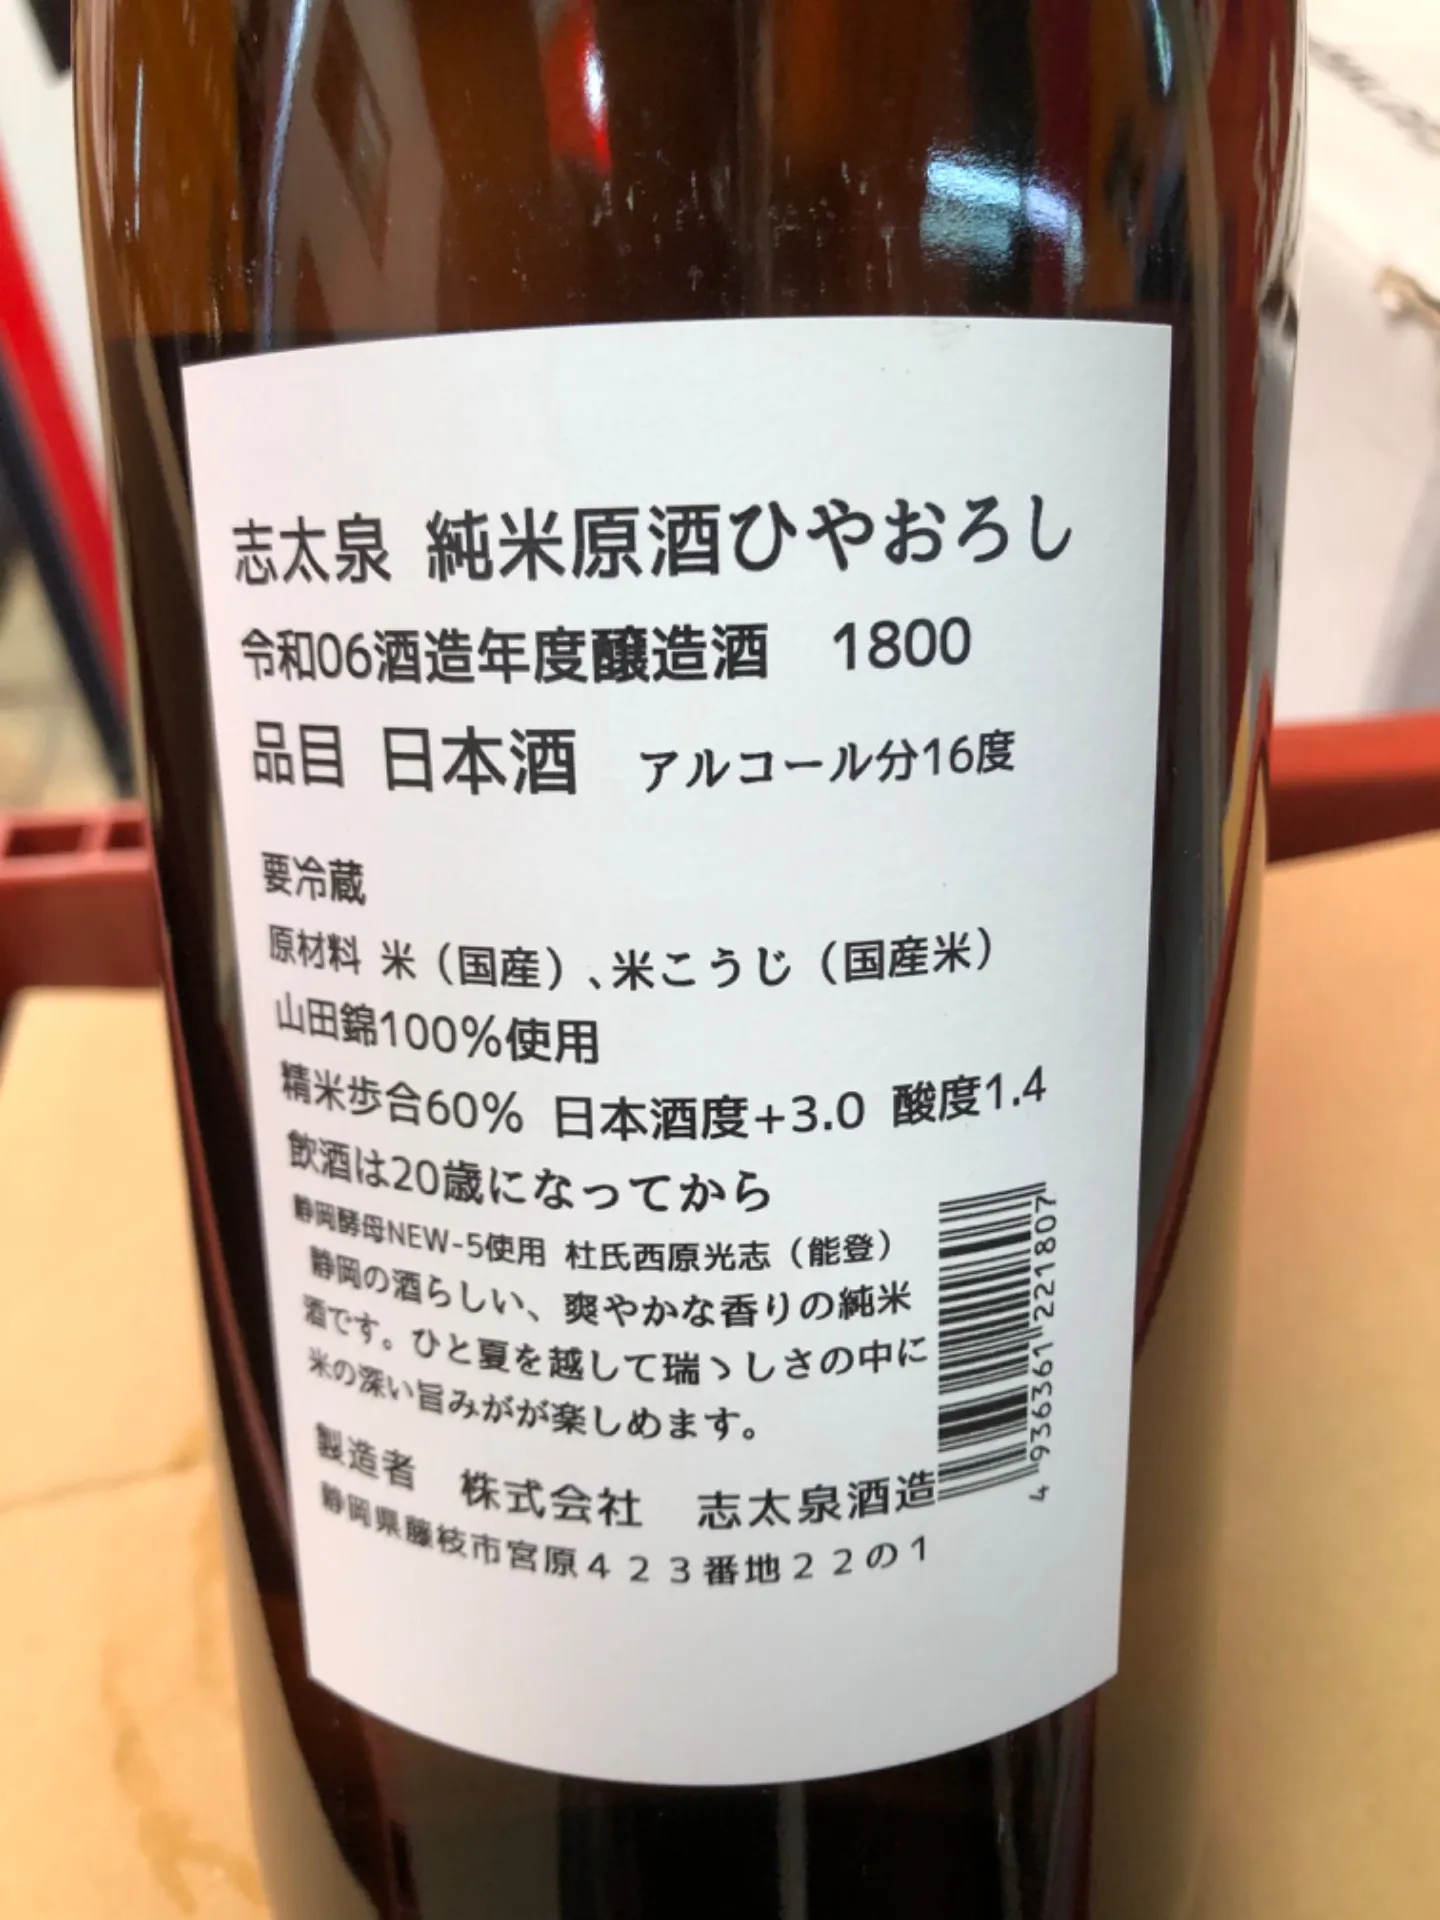 志太泉 純米原酒ひやおろし
令和06酒造年度醸造酒 1800
品目 日本酒 アルコール分16度
要冷蔵
原材料 米（国産）､米こうじ（国産米）
山田錦100%使用
精米歩合60% 日本酒度+3.0 酸度1.4
飲酒は20歳になってから
静岡酵母NEW-5使用 杜氏西原光志（能登）
静岡の酒らしい、爽やかな香りの純米
酒です。ひと夏を越して瑞ゝしさの中に
米の深い旨みがが楽しめます。
製造者 株式会社 志太泉酒造
静岡県藤枝市宮原４２３番地２２の１
4 936361 221807